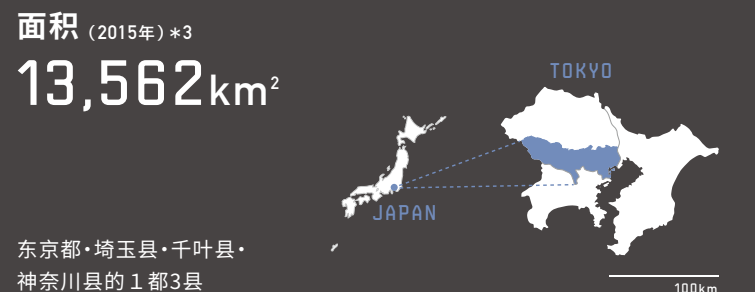 面积（2015年）＊3
13,562km²
TOKYO
JAPAN
东京都・埼玉县・千叶县・
神奈川县的１都3县
100km